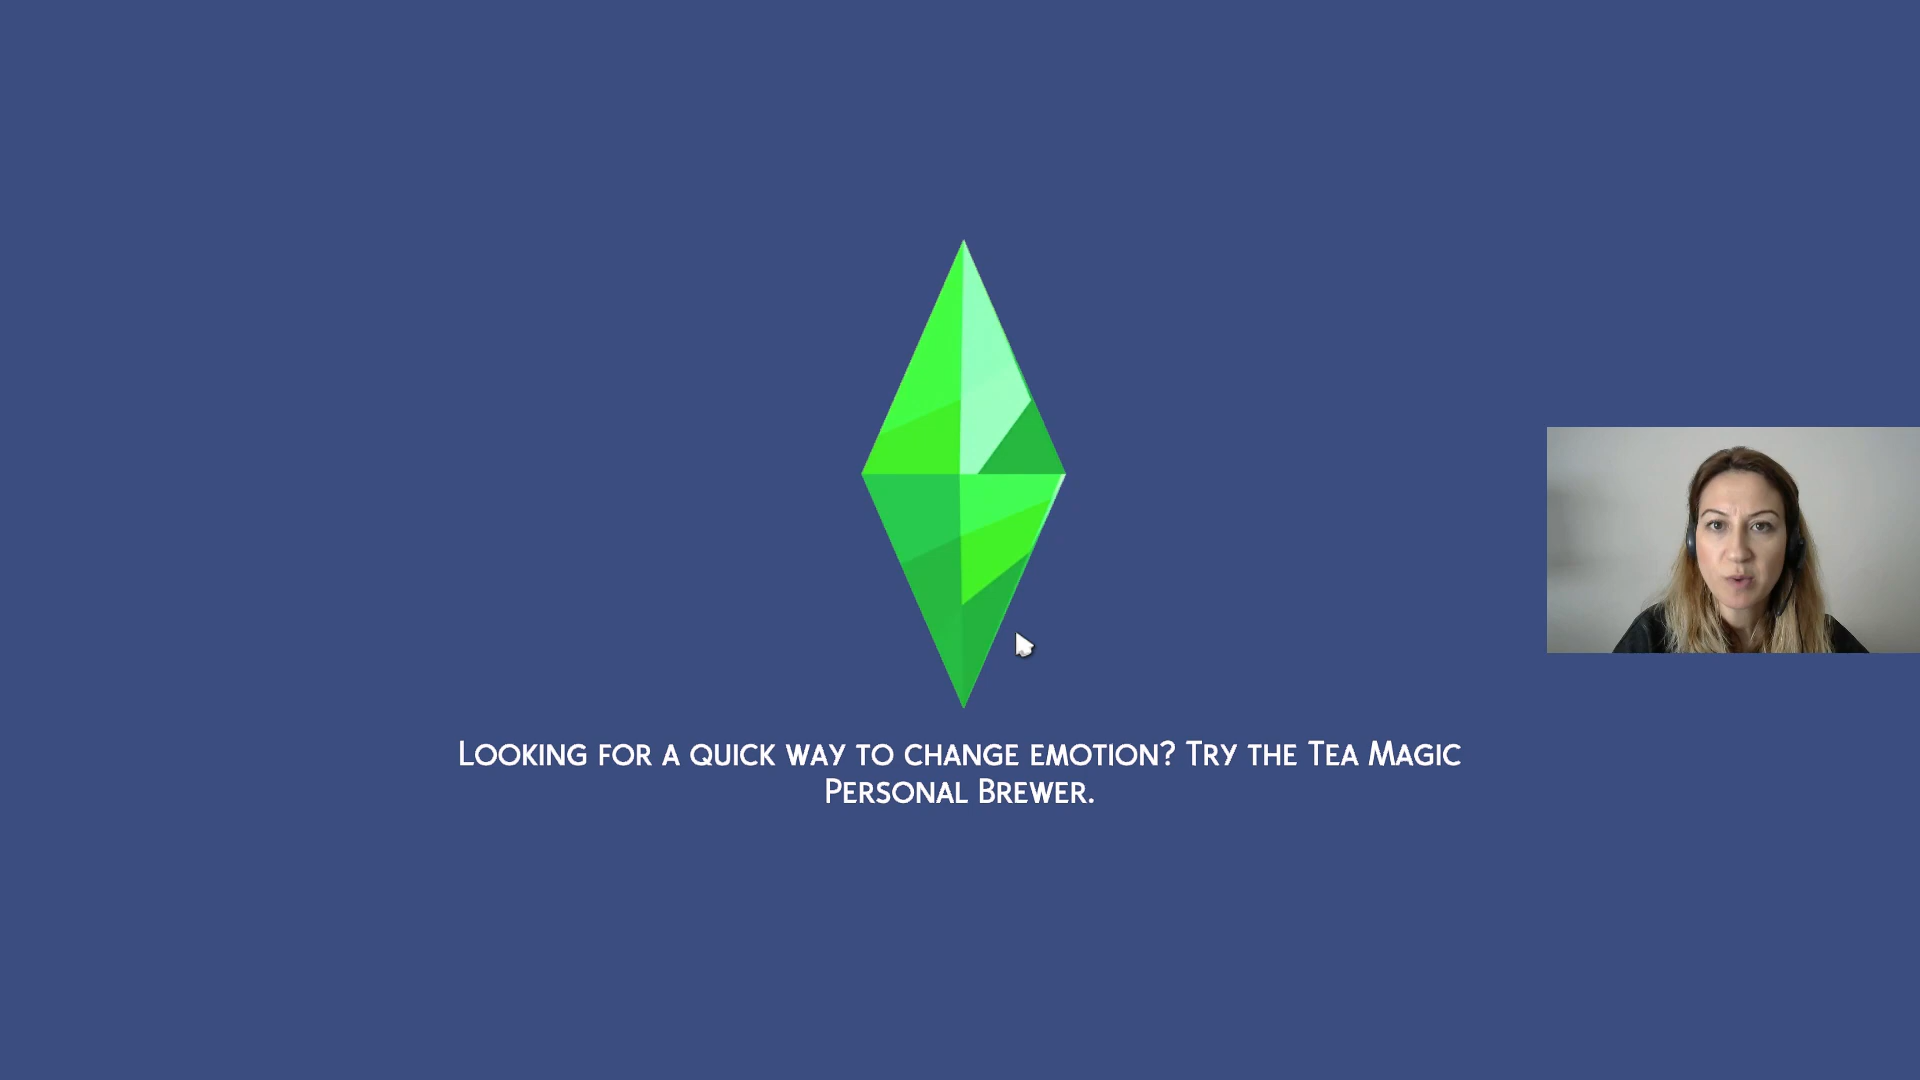 Looking for a quick way to change emotion? Try the Tea Magic
Personal Brewer.